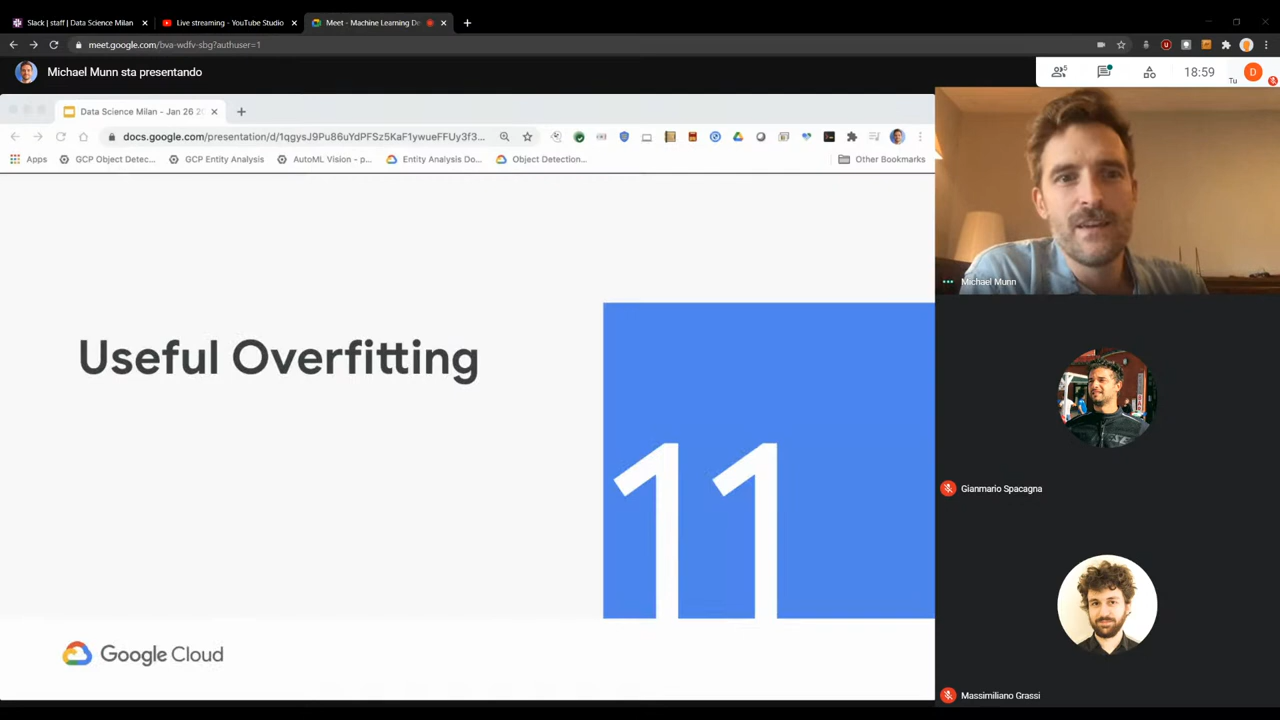 Slack | staff | Data Science Milan
Live streaming - YouTube Studio
Meet - Machine Learning De
meet.google.com/bva-wdfv-sbg?authuser=1
Michael Munn sta presentando
5
18:59
Tu
D
Data Science Milan - Jan 26 20
docs.google.com/presentation/d/1qgysJ9Pu86uYdPFSz5KaF1ywueFFUy3f3...
Apps
GCP Object Detec...
GCP Entity Analysis
AutoML Vision - p...
Entity Analysis Do...
Object Detection...
Other Bookmarks
Michael Munn
Useful Overfitting
11
Gianmario Spacagna
Google Cloud
Massimiliano Grassi